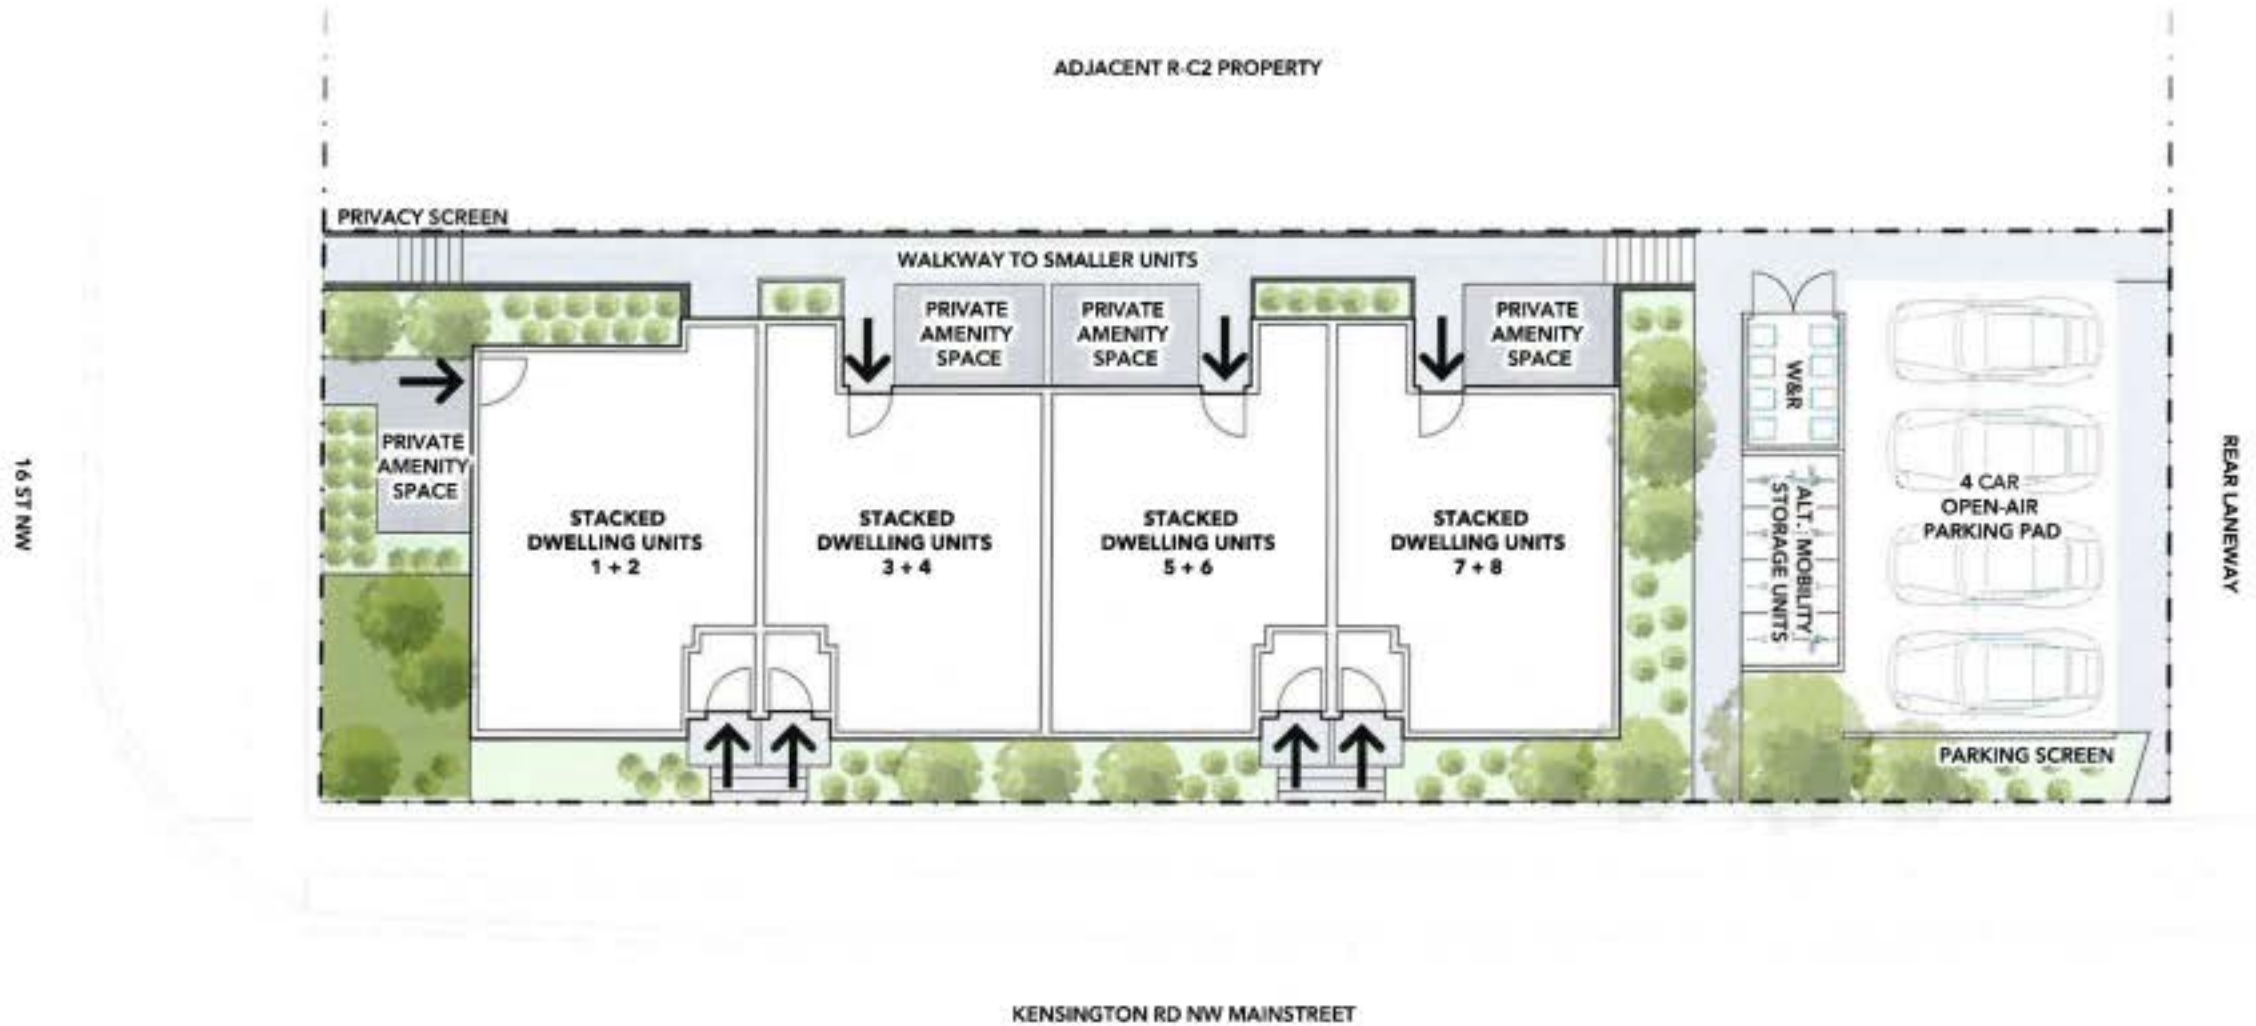 ADJACENT R-C2 PROPERTY
PRIVACY SCREEN
WALKWAY TO SMALLER UNITS
PRIVATE
AMENITY
SPACE
PRIVATE
AMENITY
SPACE
PRIVATE
AMENITY
SPACE
W&R
PRIVATE
AMENITY
SPACE
16 ST NW
STACKED
DWELLING UNITS
1 + 2
STACKED
DWELLING UNITS
3 + 4
STACKED
DWELLING UNITS
5 + 6
STACKED
DWELLING UNITS
7 + 8
ALT. MOBILITY
STORAGE UNITS
4 CAR
OPEN-AIR
PARKING PAD
REAR LANEWAY
PARKING SCREEN
KENSINGTON RD NW MAINSTREET